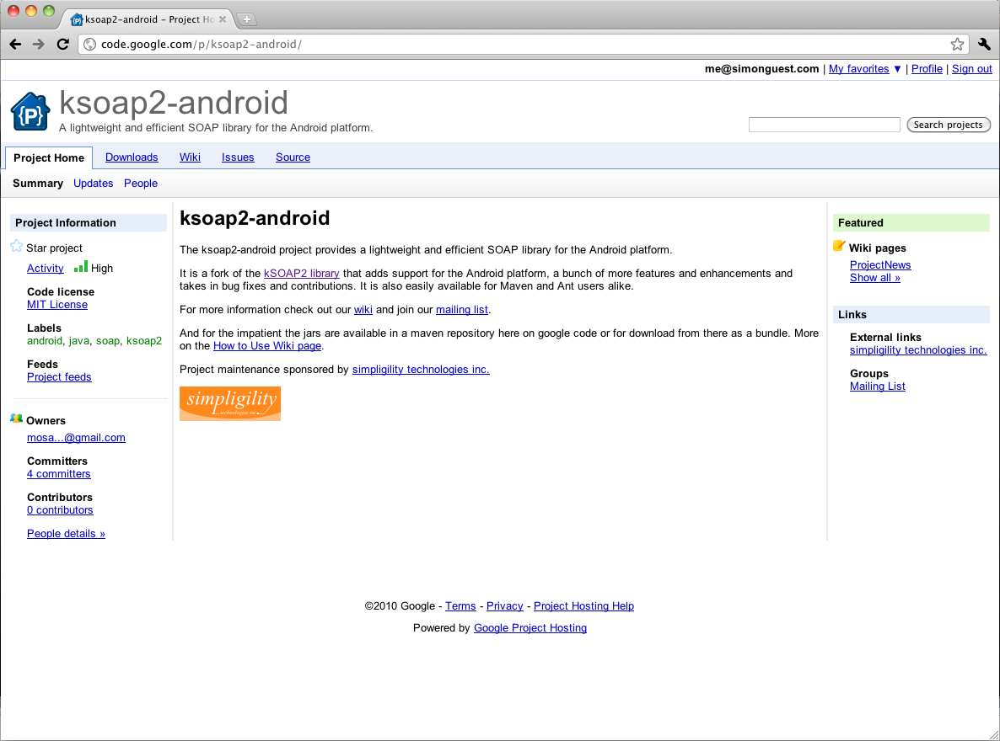 ksoap2-android - Project Ho
code.google.com/p/ksoap2-android/
me@simonguest.com | My favorites ▼ | Profile | Sign out
{P}
ksoap2-android
A lightweight and efficient SOAP library for the Android platform.
Search projects
Project Home Downloads Wiki Issues Source
Summary Updates People
Project Information
Star project
Activity High
Code license
MIT License
Labels
android, java, soap, ksoap2
Feeds
Project feeds
Owners
mosa...@gmail.com
Committers
4 committers
Contributors
0 contributors
People details »
ksoap2-android
The ksoap2-android project provides a lightweight and efficient SOAP library for the Android platform.
It is a fork of the kSOAP2 library that adds support for the Android platform, a bunch of more features and enhancements and
takes in bug fixes and contributions. It is also easily available for Maven and Ant users alike.
For more information check out our wiki and join our mailing list.
And for the impatient the jars are available in a maven repository here on google code or for download from there as a bundle. More
on the How to Use Wiki page.
Project maintenance sponsored by simpligility technologies inc.
simpligility
technologies inc.
Featured
Wiki pages
ProjectNews
Show all »
Links
External links
simpligility technologies inc.
Groups
Mailing List
©2010 Google - Terms - Privacy - Project Hosting Help
Powered by Google Project Hosting